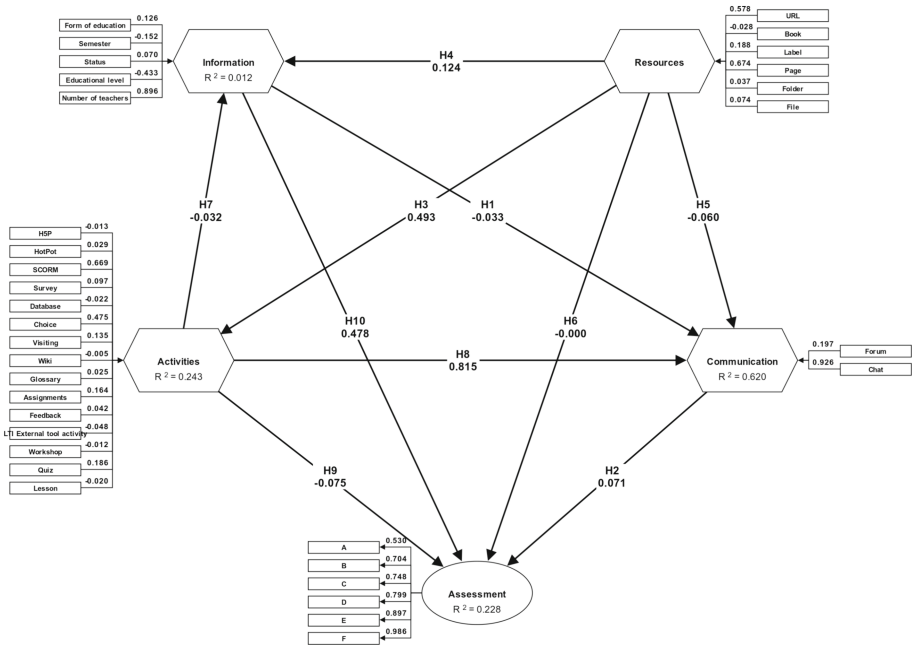 Form of education
0.126
Semester
-0.152
Status
0.070
Educational level
-0.433
Number of teachers
0.896
Information
R² = 0.012
H4
0.124
Resources
0.578
URL
-0.028
Book
0.188
Label
0.674
Page
0.037
Folder
0.074
File
H7
-0.032
H3
0.493
H1
-0.033
H5
-0.060
H5P
-0.013
HotPot
0.029
SCORM
0.669
Survey
0.097
Database
-0.022
Choice
0.475
Visiting
0.135
Wiki
-0.005
Glossary
0.025
Assignments
0.164
Feedback
0.042
LTI External tool activity
-0.048
Workshop
-0.012
Quiz
0.186
Lesson
-0.020
Activities
R² = 0.243
H10
0.478
H6
-0.000
H8
0.815
Communication
R² = 0.620
0.197
Forum
0.926
Chat
H9
-0.075
H2
0.071
A
0.530
B
0.704
C
0.748
D
0.799
E
0.897
F
0.986
Assessment
R² = 0.228